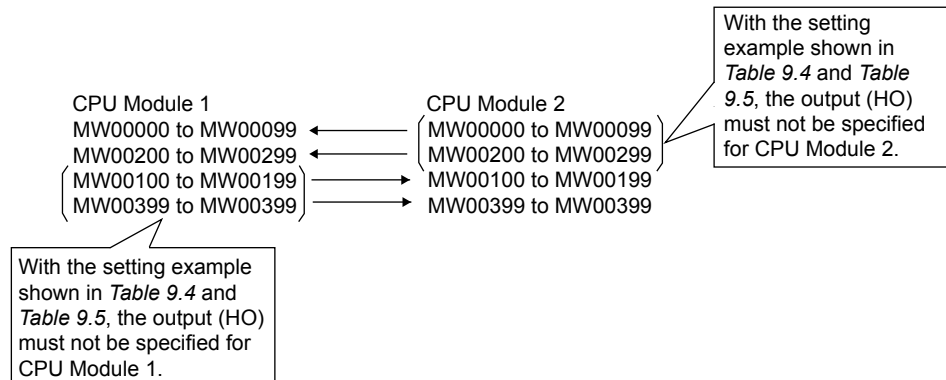 With the setting
example shown in
Table 9.4 and Table
9.5, the output (HO)
must not be specified
for CPU Module 2.
CPU Module 1
CPU Module 2
MW00000 to MW00099
MW00000 to MW00099
MW00200 to MW00299
MW00200 to MW00299
MW00100 to MW00199
MW00100 to MW00199
MW00399 to MW00399
MW00399 to MW00399
With the setting example
shown in Table 9.4 and
Table 9.5, the output (HO)
must not be specified for
CPU Module 1.